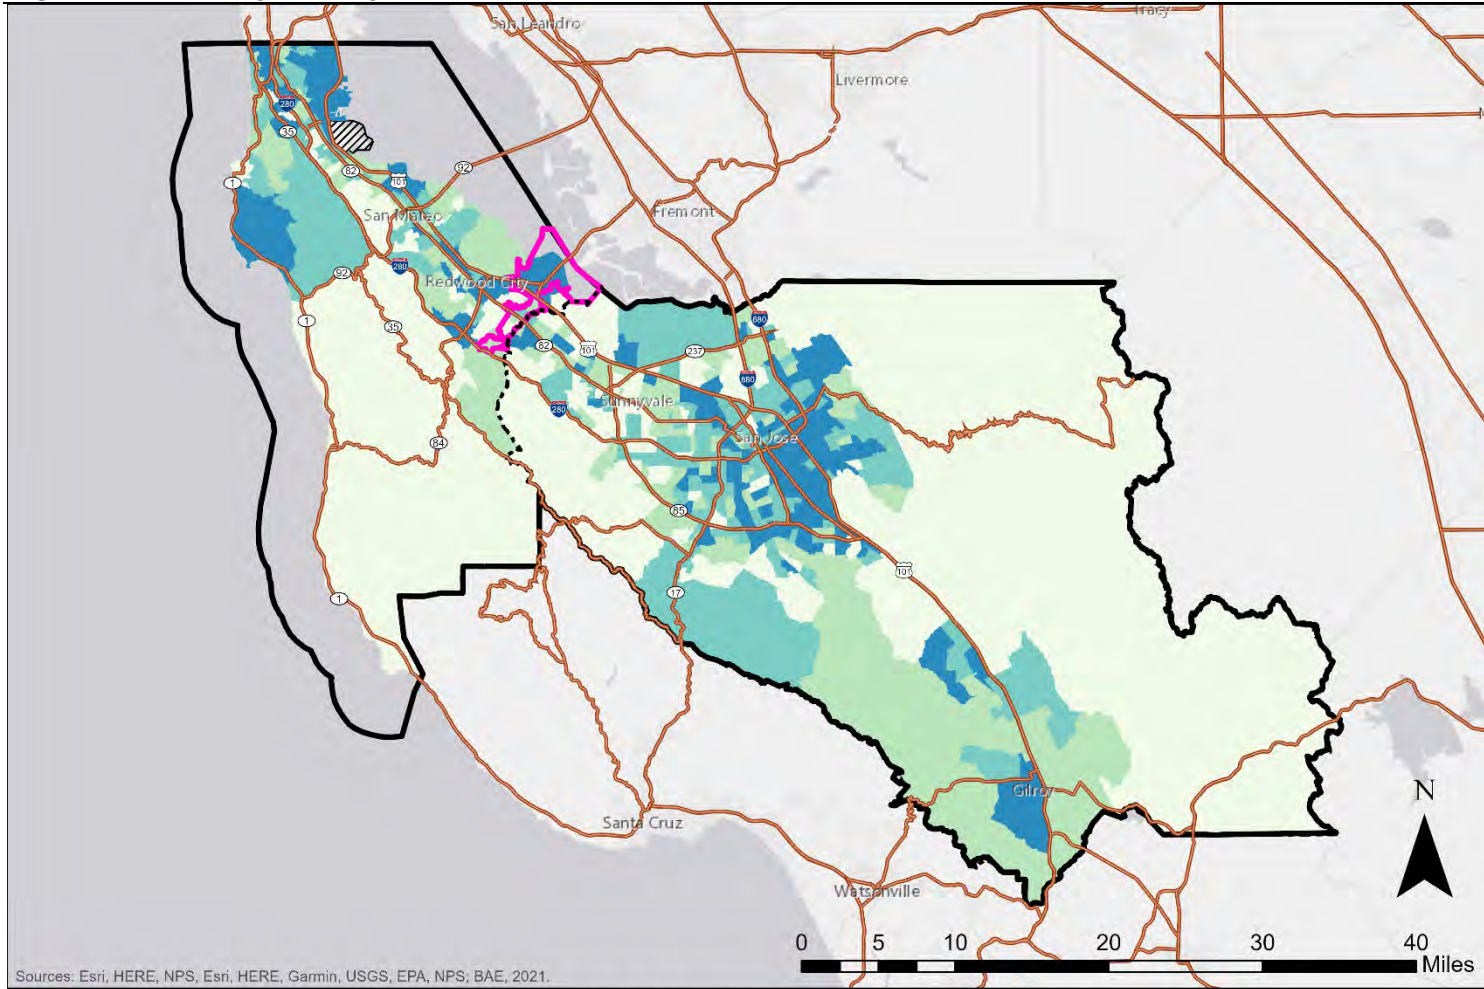 San Leandro
Tracy
Livermore
280
35
82
101
92
1
San Mateo
Fremont
92
280
Redwood City
1
35
82
101
237
680
880
280
Sunnyvale
San Jose
84
85
101
17
1
Gilroy
Santa Cruz
Watsonville
N
0 5 10 20 30 40
Miles
Sources: Esri, HERE, NPS, Esri, HERE, Garmin, USGS, EPA, NPS; BAE, 2021.